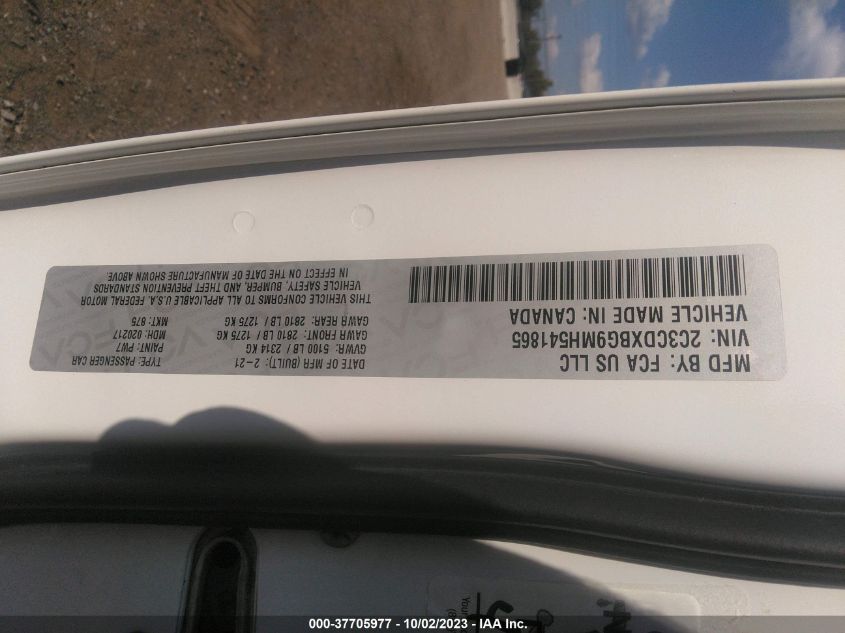 MFD BY: FCA US LLC
DATE OF MFR (BUILT): 2-21
TYPE: PASSENGER CAR
VIN: 2C3CDXBG9MH541865
GVWR: 5100 LB / 2314 KG
PAINT: PW7
VEHICLE MADE IN: CANADA
GAWR FRONT: 2810 LB / 1275 KG
MDH: 020217
GAWR REAR: 2810 LB / 1275 KG
MKT: 875
THIS VEHICLE CONFORMS TO ALL APPLICABLE U.S.A. FEDERAL MOTOR
VEHICLE SAFETY, BUMPER, AND THEFT PREVENTION STANDARDS
IN EFFECT ON THE DATE OF MANUFACTURE SHOWN ABOVE
000-37705977 - 10/02/2023 - IAA Inc.